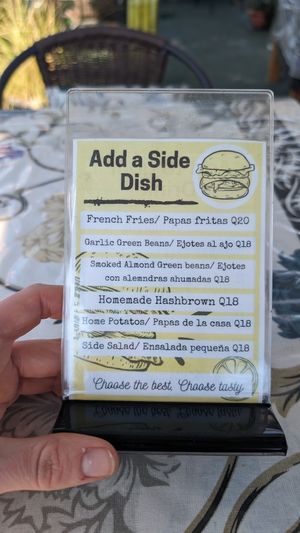 Add a Side
Dish
French Fries/ Papas fritas Q20
Garlic Green Beans/ Ejotes al ajo Q18
Smoked Almond Green beans/ Ejotes
con alemndras ahumadas Q18
Homemade Hashbrown Q18
Home Potatos/ Papas de la casa Q18
Side Salad/ Ensalada pequeña Q18
Choose the best, Choose tasty